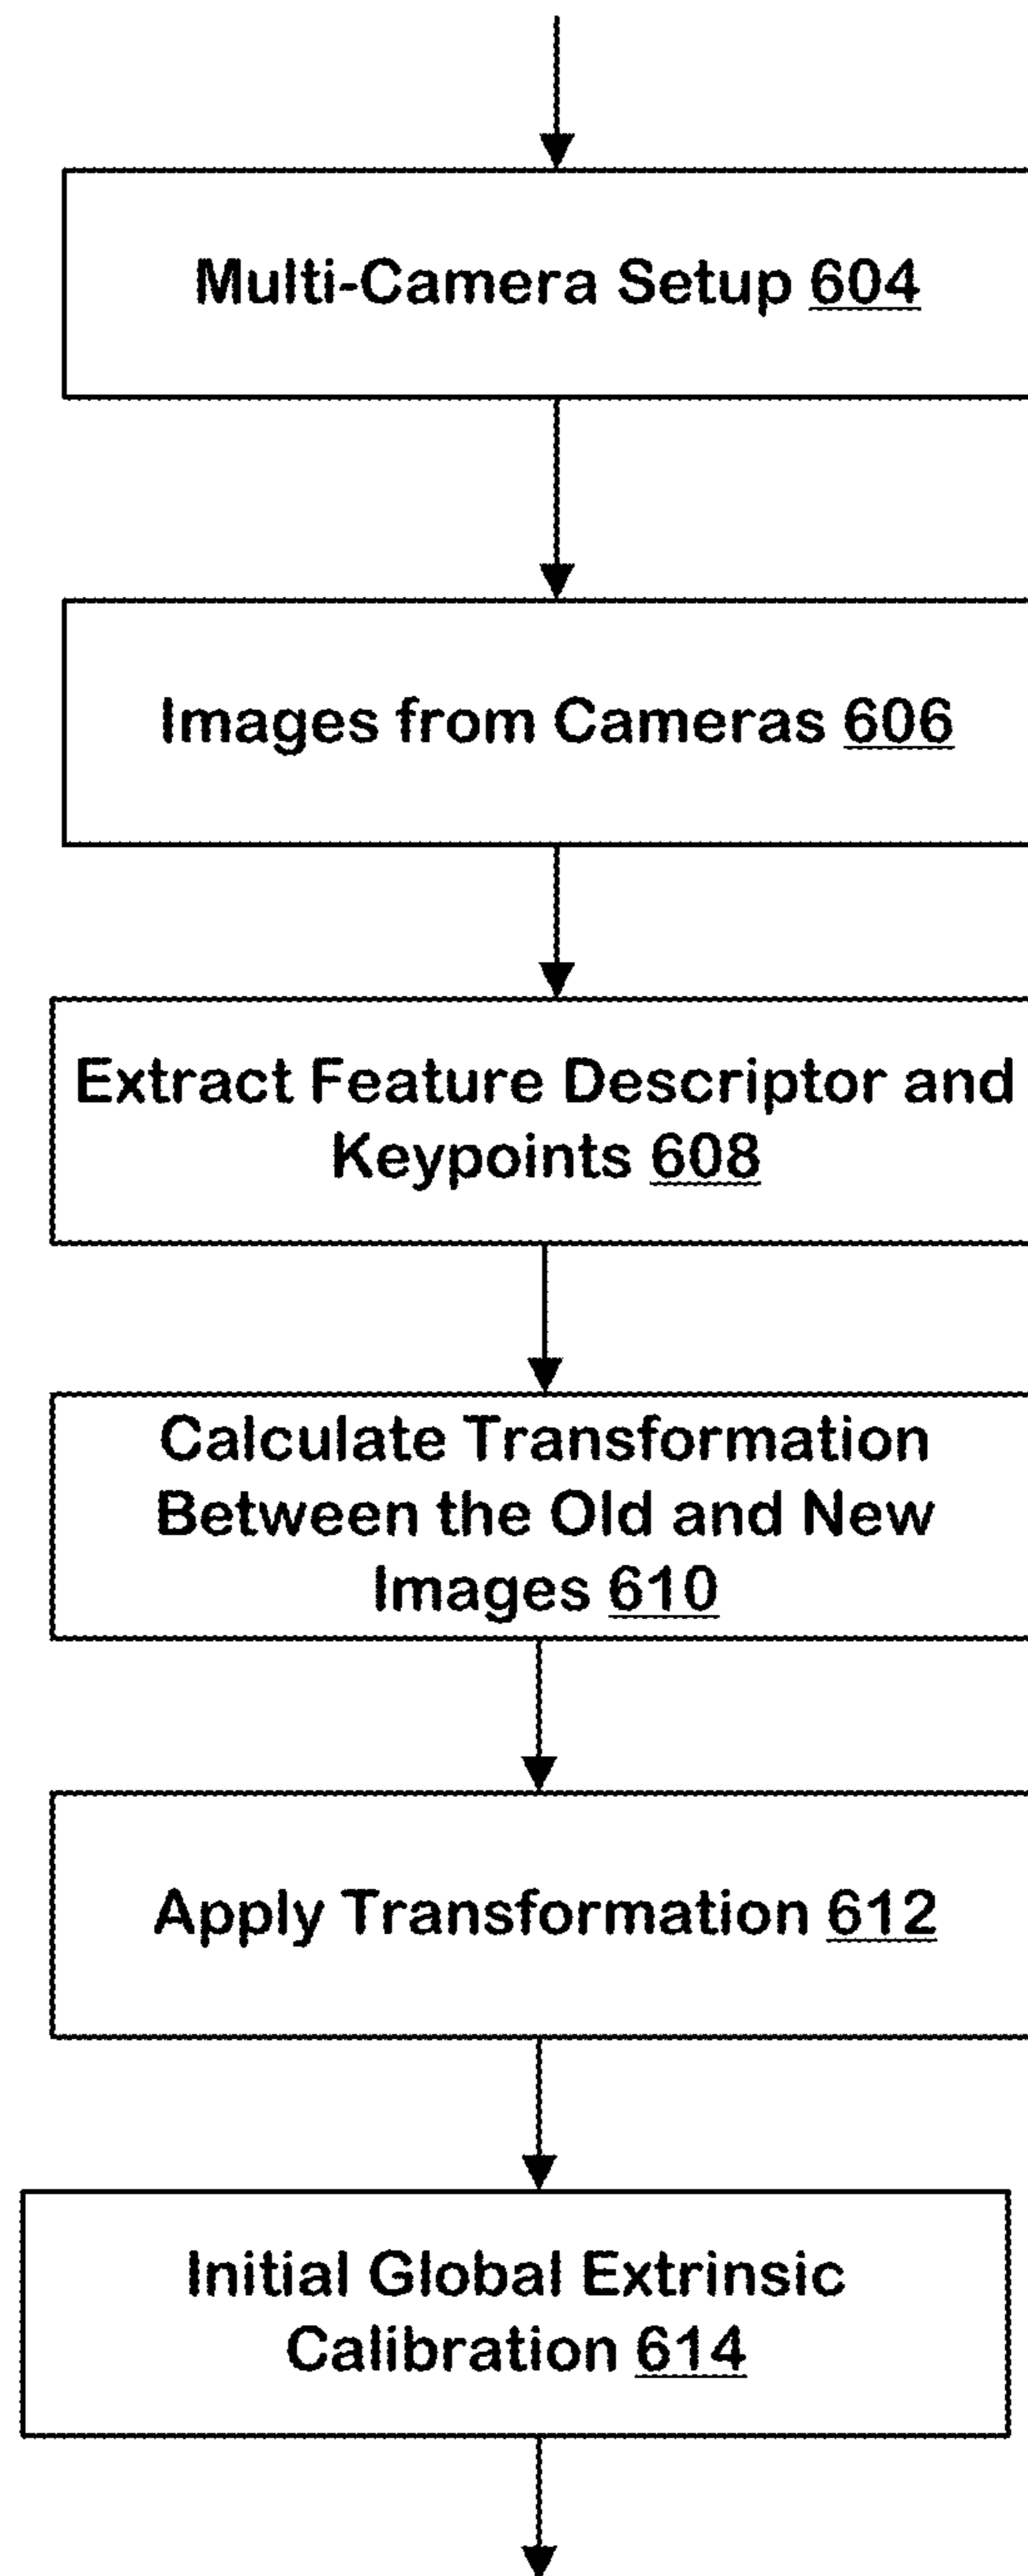 Multi-Camera Setup 604
Images from Cameras 606
Extract Feature Descriptor and
Keypoints 608
Calculate Transformation
Between the Old and New
Images 610
Apply Transformation 612
Initial Global Extrinsic
Calibration 614